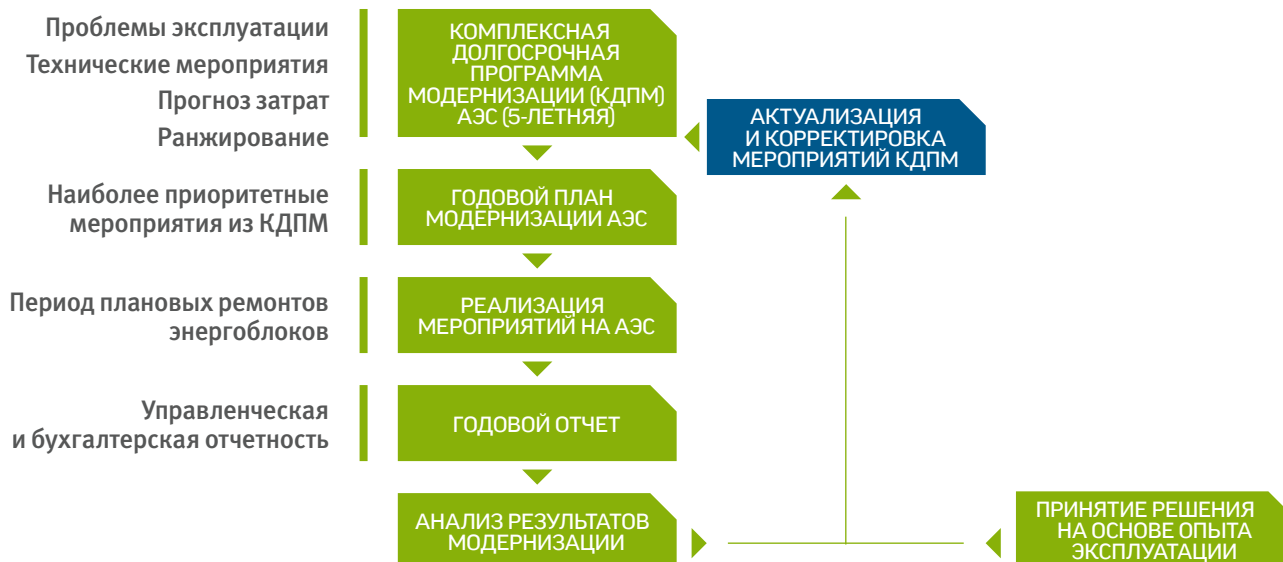 Проблемы эксплуатации
Технические мероприятия
Прогноз затрат
Ранжирование
КОМПЛЕКСНАЯ
ДОЛГОСРОЧНАЯ
ПРОГРАММА
МОДЕРНИЗАЦИИ (КДПМ)
АЭС (5-ЛЕТНЯЯ)
АКТУАЛИЗАЦИЯ
И КОРРЕКТИРОВКА
МЕРОПРИЯТИЙ КДПМ
Наиболее приоритетные
мероприятия из КДПМ
ГОДОВОЙ ПЛАН
МОДЕРНИЗАЦИИ АЭС
Период плановых ремонтов
энергоблоков
РЕАЛИЗАЦИЯ
МЕРОПРИЯТИЙ НА АЭС
Управленческая
и бухгалтерская отчетность
ГОДОВОЙ ОТЧЕТ
АНАЛИЗ РЕЗУЛЬТАТОВ
МОДЕРНИЗАЦИИ
ПРИНЯТИЕ РЕШЕНИЯ
НА ОСНОВЕ ОПЫТА
ЭКСПЛУАТАЦИИ